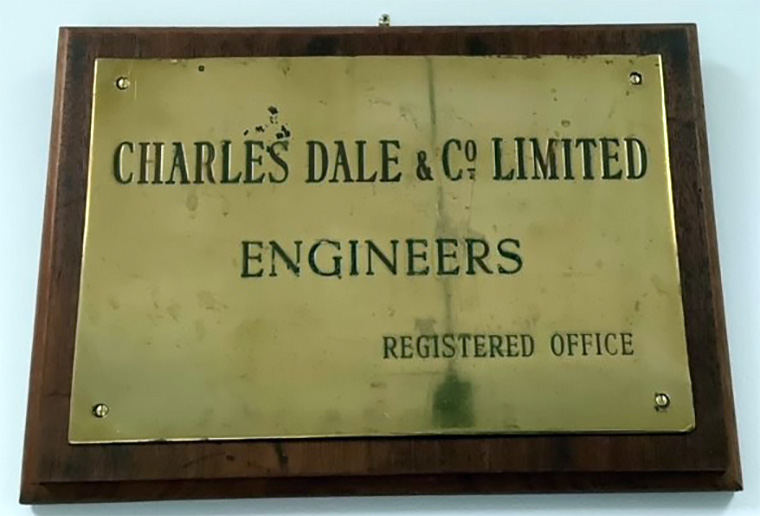 CHARLES DALE & Co. LIMITED
ENGINEERS
REGISTERED OFFICE